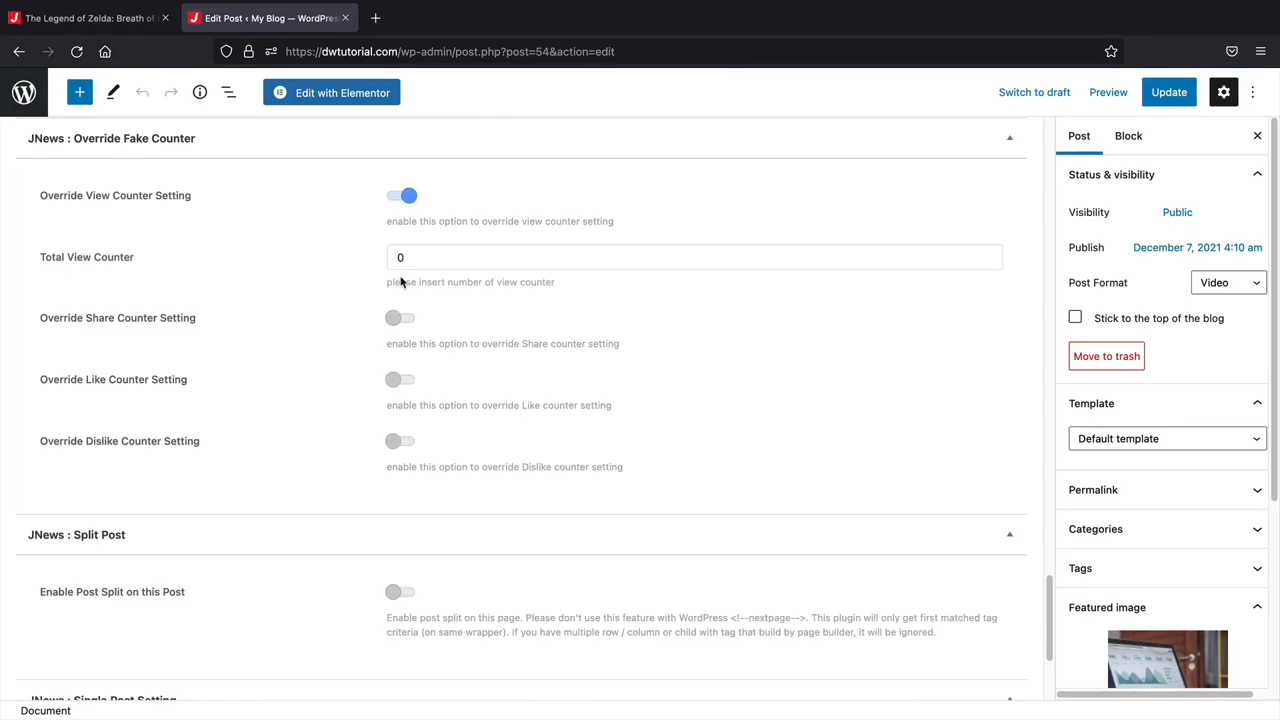 The Legend of Zelda: Breath of
Edit Post ‹ My Blog — WordPress
https://dwtutorial.com/wp-admin/post.php?post=54&action=edit
Edit with Elementor
Switch to draft
Preview
Update
JNews : Override Fake Counter
Override View Counter Setting
enable this option to override view counter setting
Total View Counter
0
please insert number of view counter
Override Share Counter Setting
enable this option to override Share counter setting
Override Like Counter Setting
enable this option to override Like counter setting
Override Dislike Counter Setting
enable this option to override Dislike counter setting
JNews : Split Post
Enable Post Split on this Post
Enable post split on this page. Please don't use this feature with WordPress <!--nextpage-->. This plugin will only get first matched tag
criteria (on same wrapper). If you have multiple row / column or child with tag that build by page builder, it will be ignored.
JNews : Single Post Setting
Document
Post
Block
Status & visibility
Visibility
Public
Publish
December 7, 2021 4:10 am
Post Format
Video
Stick to the top of the blog
Move to trash
Template
Default template
Permalink
Categories
Tags
Featured image